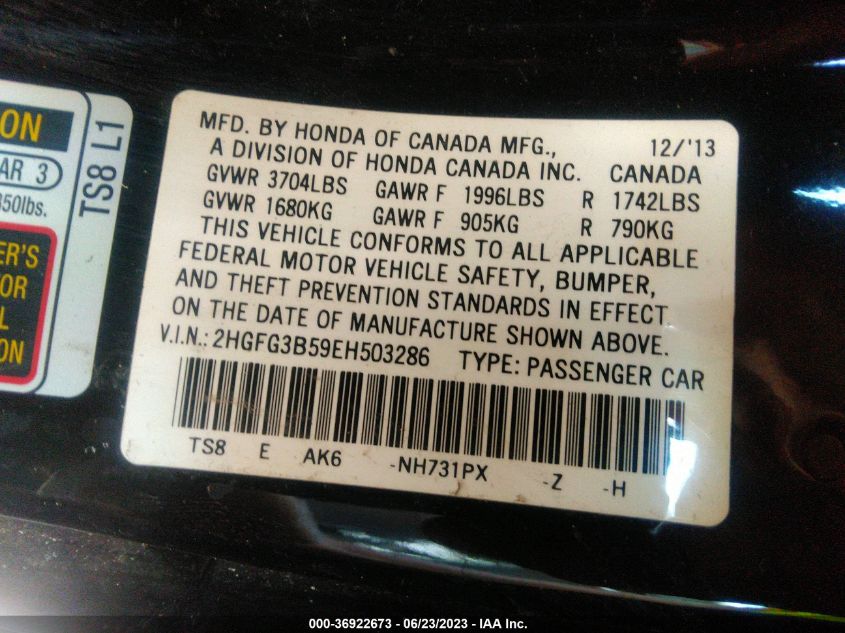 ON
AR 3
350lbs.
ER'S
TOR
L
ON
TS8 L1
MFD. BY HONDA OF CANADA MFG., 12/'13
A DIVISION OF HONDA CANADA INC. CANADA
GVWR 3704LBS GAWR F 1996LBS R 1742LBS
GVWR 1680KG GAWR F 905KG R 790KG
THIS VEHICLE CONFORMS TO ALL APPLICABLE
FEDERAL MOTOR VEHICLE SAFETY, BUMPER,
AND THEFT PREVENTION STANDARDS IN EFFECT
ON THE DATE OF MANUFACTURE SHOWN ABOVE.
V.I.N.: 2HGFG3B59EH503286 TYPE: PASSENGER CAR
TS8 E AK6 -NH731PX -Z -H
000-36922673 - 06/23/2023 - IAA Inc.